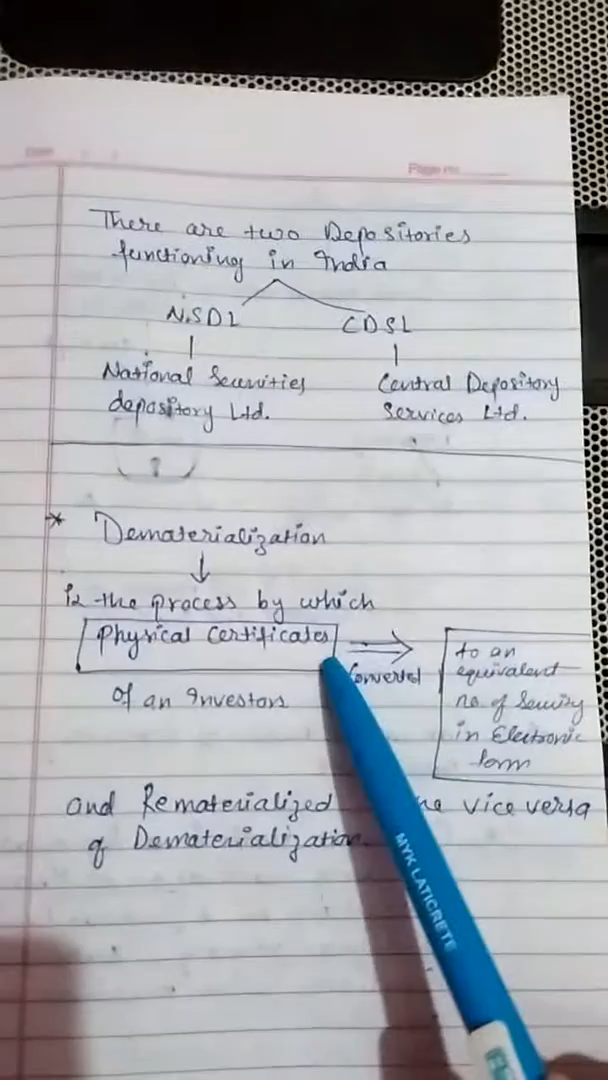 Page no.
There are two Depositories
functioning in India
NSDL
CDSL
National Securities
depository Ltd.
Central Depository
Services Ltd.
* Dematerialization
is the process by which
Physical Certificates
Converted
to an
equivalent
no. of Security
in Electronic
form
of an Investors
and Rematerialized vice versa
of Dematerialization.
MYK LATICRETE